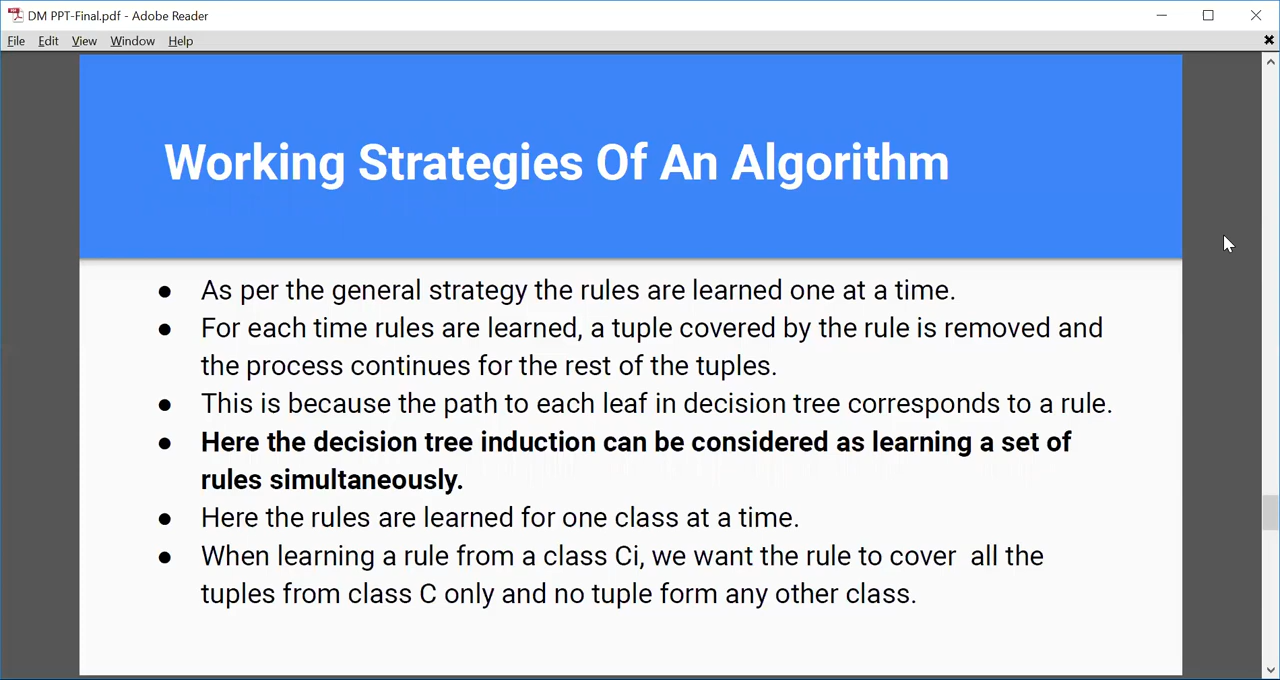 DM PPT-Final.pdf - Adobe Reader
File Edit View Window Help
Working Strategies Of An Algorithm
● As per the general strategy the rules are learned one at a time.
● For each time rules are learned, a tuple covered by the rule is removed and
the process continues for the rest of the tuples.
● This is because the path to each leaf in decision tree corresponds to a rule.
● Here the decision tree induction can be considered as learning a set of
rules simultaneously.
● Here the rules are learned for one class at a time.
● When learning a rule from a class Ci, we want the rule to cover  all the
tuples from class C only and no tuple form any other class.